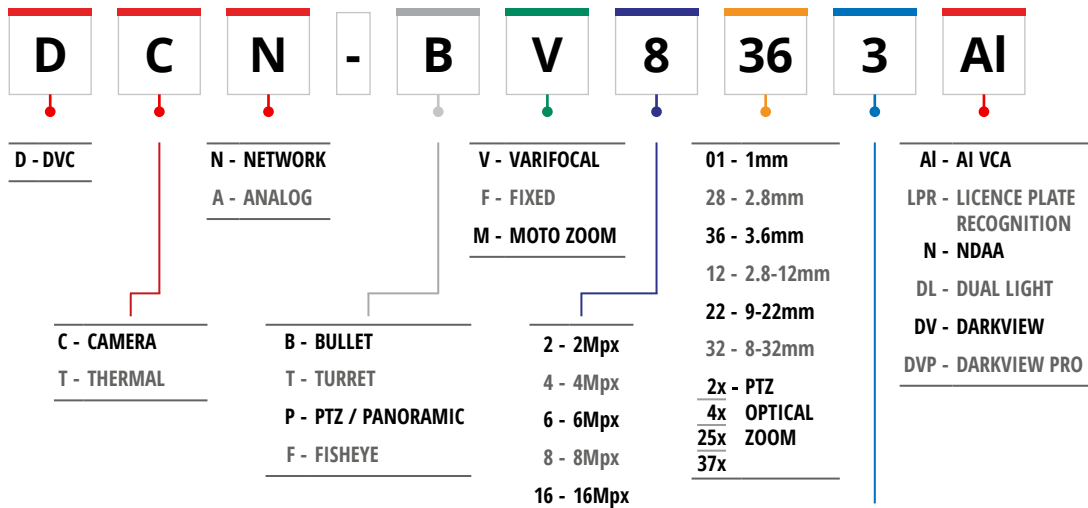 D C N - B V 8 36 3 AI
D - DVC
N - NETWORK
A - ANALOG
V - VARIFOCAL
F - FIXED
M - MOTO ZOOM
01 - 1mm
28 - 2.8mm
36 - 3.6mm
12 - 2.8-12mm
22 - 9-22mm
32 - 8-32mm
2x - PTZ
4x OPTICAL
25x ZOOM
37x
AI - AI VCA
LPR - LICENCE PLATE
RECOGNITION
N - NDAA
DL - DUAL LIGHT
DV - DARKVIEW
DVP - DARKVIEW PRO
C - CAMERA
T - THERMAL
B - BULLET
T - TURRET
P - PTZ / PANORAMIC
F - FISHEYE
2 - 2Mpx
4 - 4Mpx
6 - 6Mpx
8 - 8Mpx
16 - 16Mpx